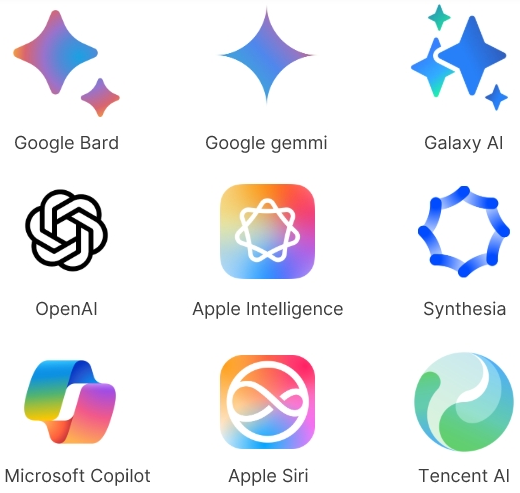 Google Bard
Google gemmi
Galaxy AI
OpenAI
Apple Intelligence
Synthesia
Microsoft Copilot
Apple Siri
Tencent AI